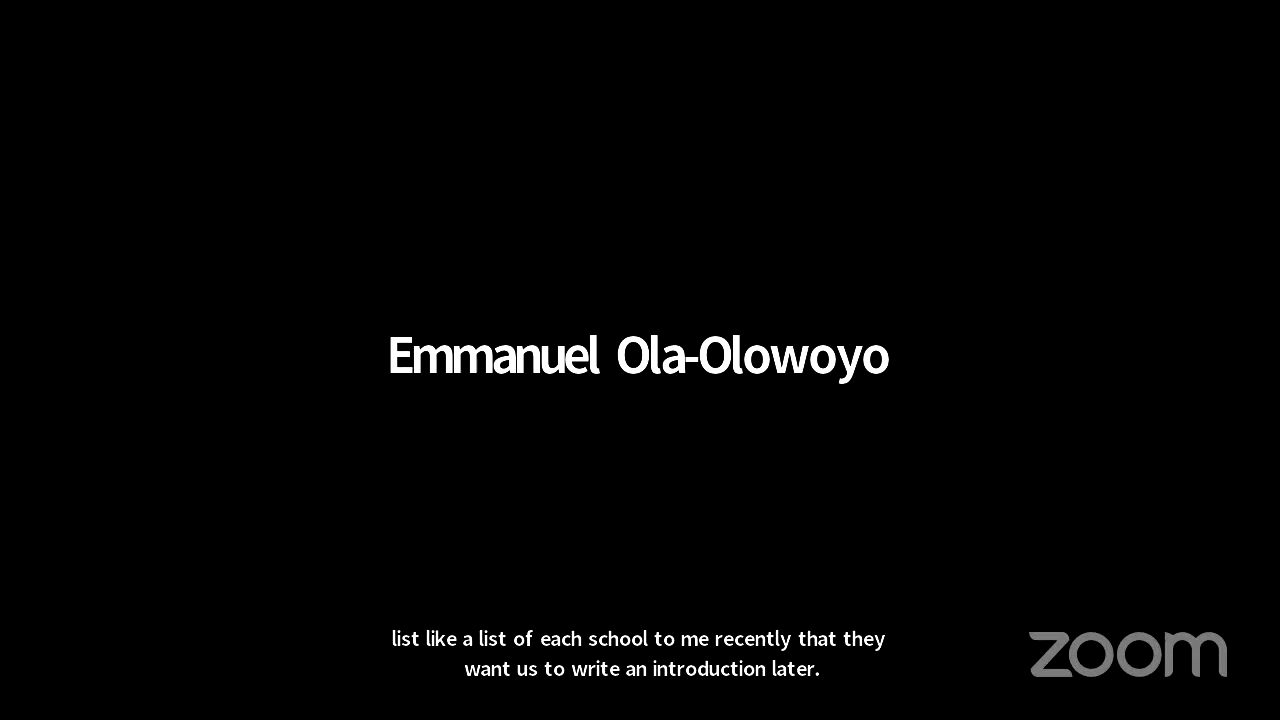 Emmanuel Ola-Olowoyo
list like a list of each school to me recently that they
want us to write an introduction later.
zoom